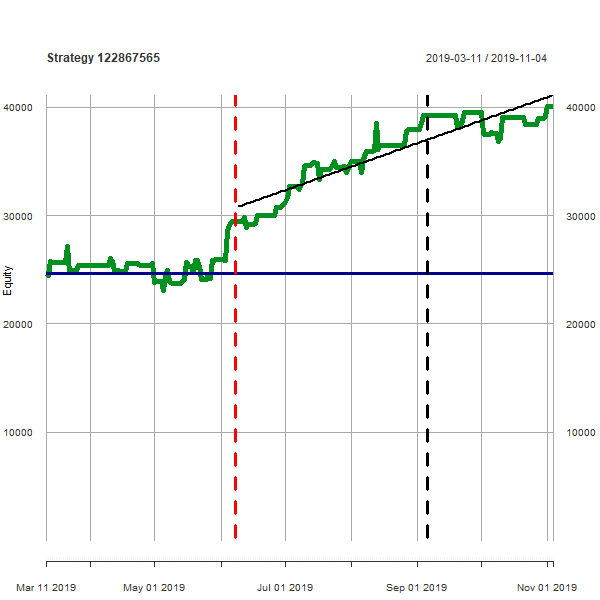 Strategy 122867565
2019-03-11 / 2019-11-04
40000 40000
30000 30000
Equity
20000 20000
10000 10000
Mar 11 2019 May 01 2019 Jul 01 2019 Sep 01 2019 Nov 01 2019